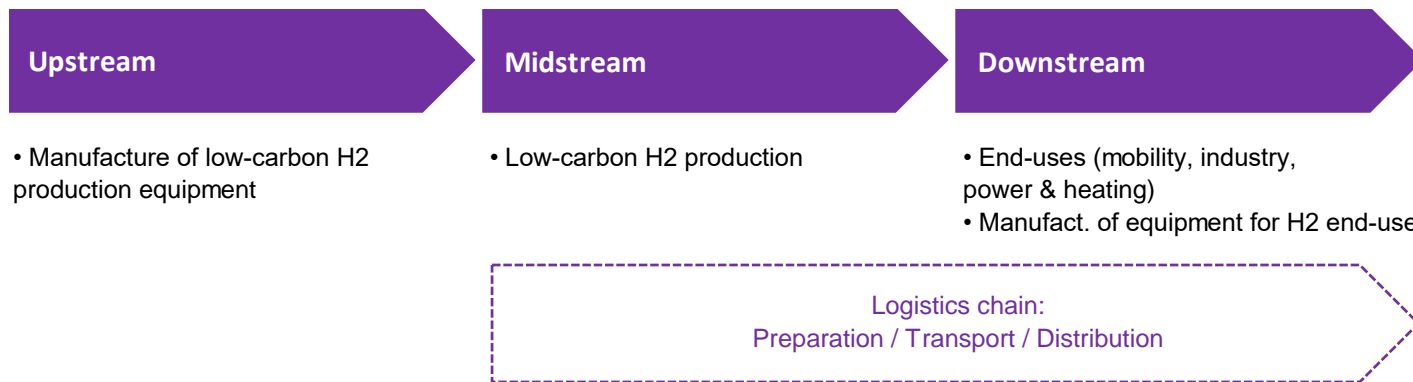 Upstream
Midstream
Downstream
• Manufacture of low-carbon H2
production equipment
• Low-carbon H2 production
• End-uses (mobility, industry,
power & heating)
• Manufact. of equipment for H2 end-use
Logistics chain:
Preparation / Transport / Distribution